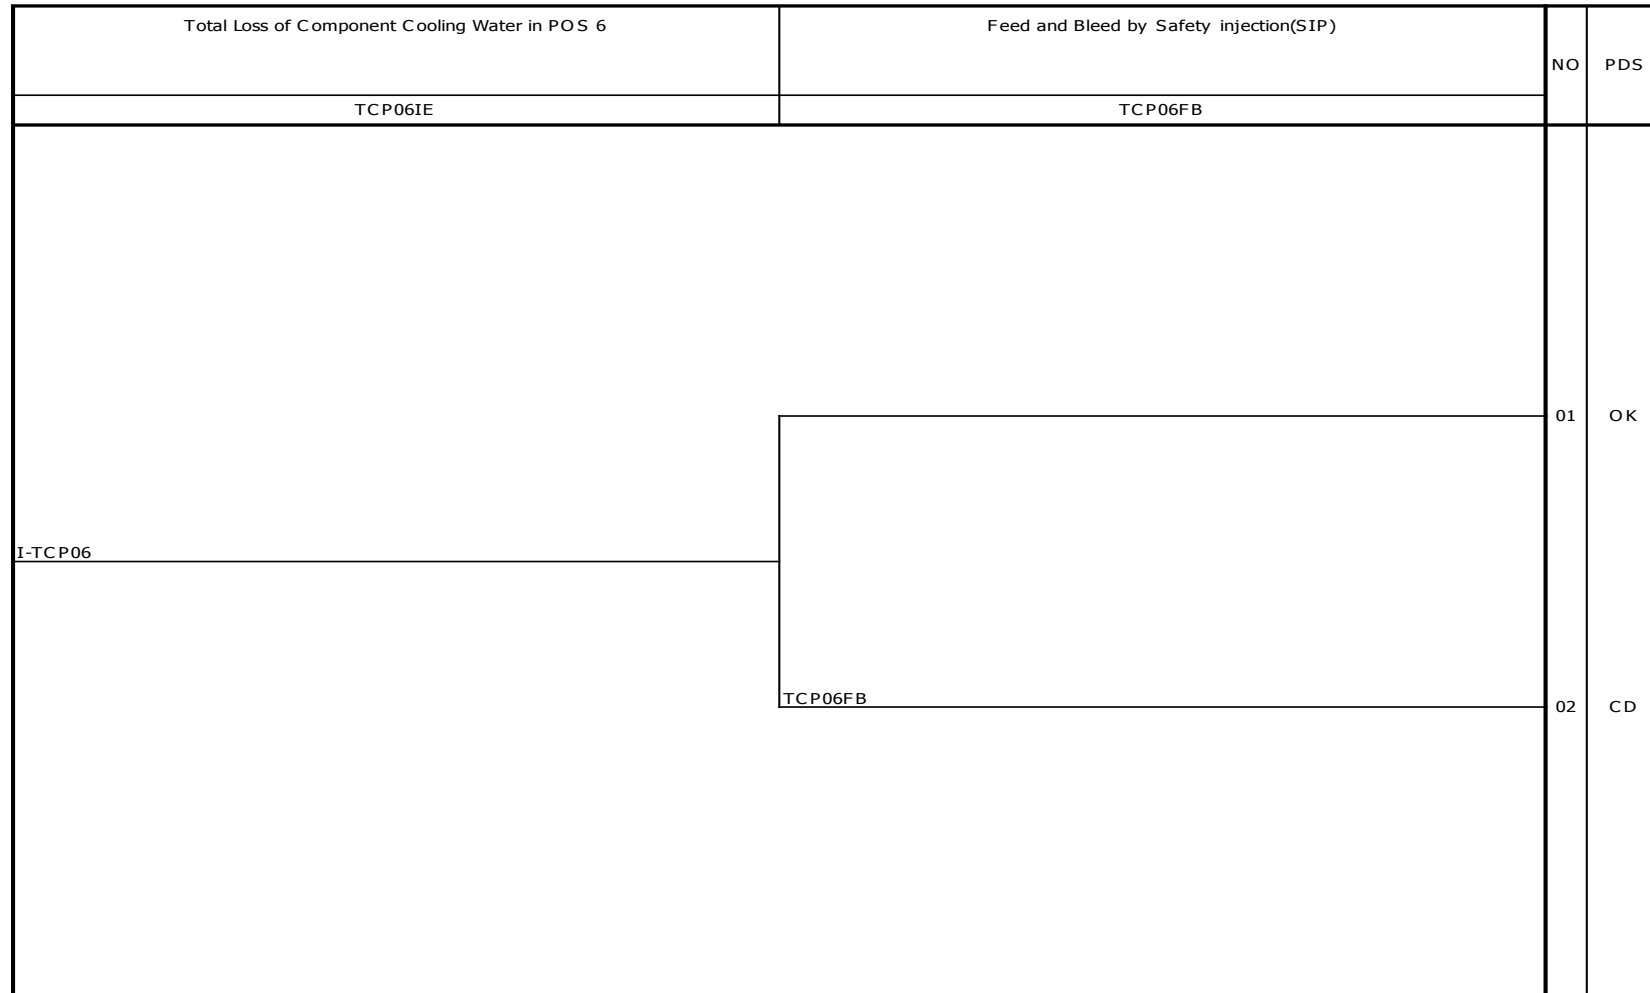 Total Loss of Component Cooling Water in POS 6
Feed and Bleed by Safety injection(SIP)
NO
PDS
TCP06IE
TCP06FB
01
OK
I-TCP06
TCP06FB
02
CD